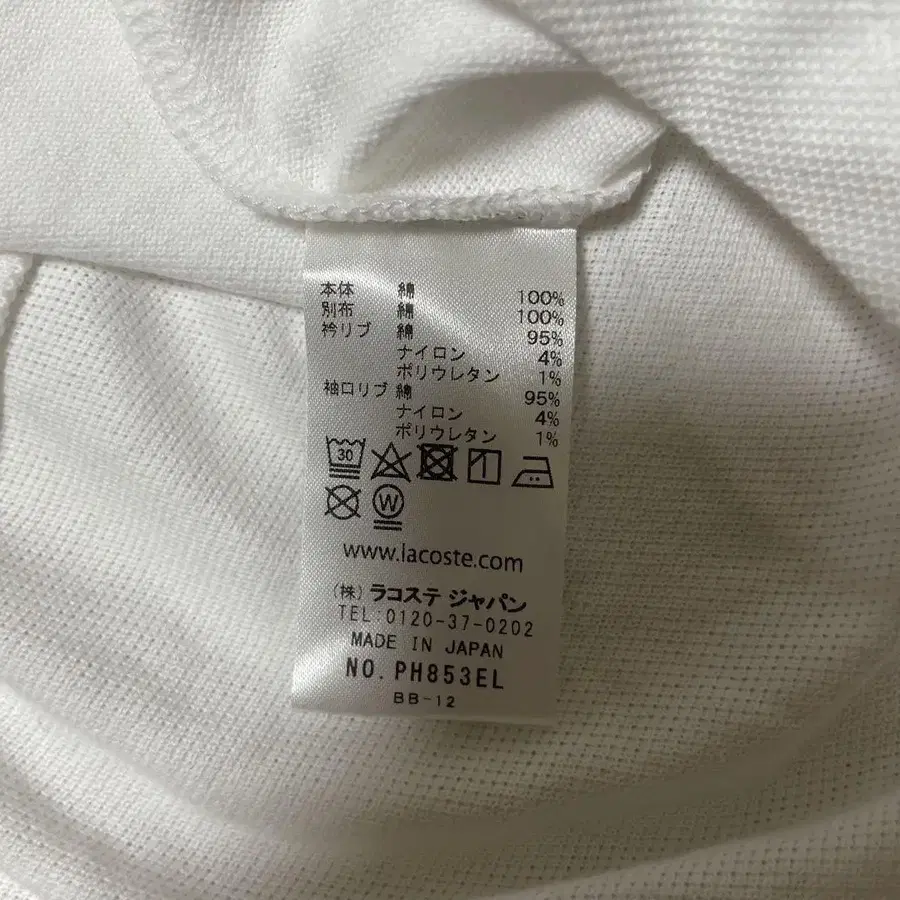 本体 綿 100%
別布 綿 100%
衿リブ 綿 95%
ナイロン 4%
ポリウレタン 1%
袖口リブ 綿 95%
ナイロン 4%
ポリウレタン 1%
30
W
www.lacoste.com
(株) ラコステ ジャパン
TEL:0120-37-0202
MADE IN JAPAN
NO. PH853EL
BB-12